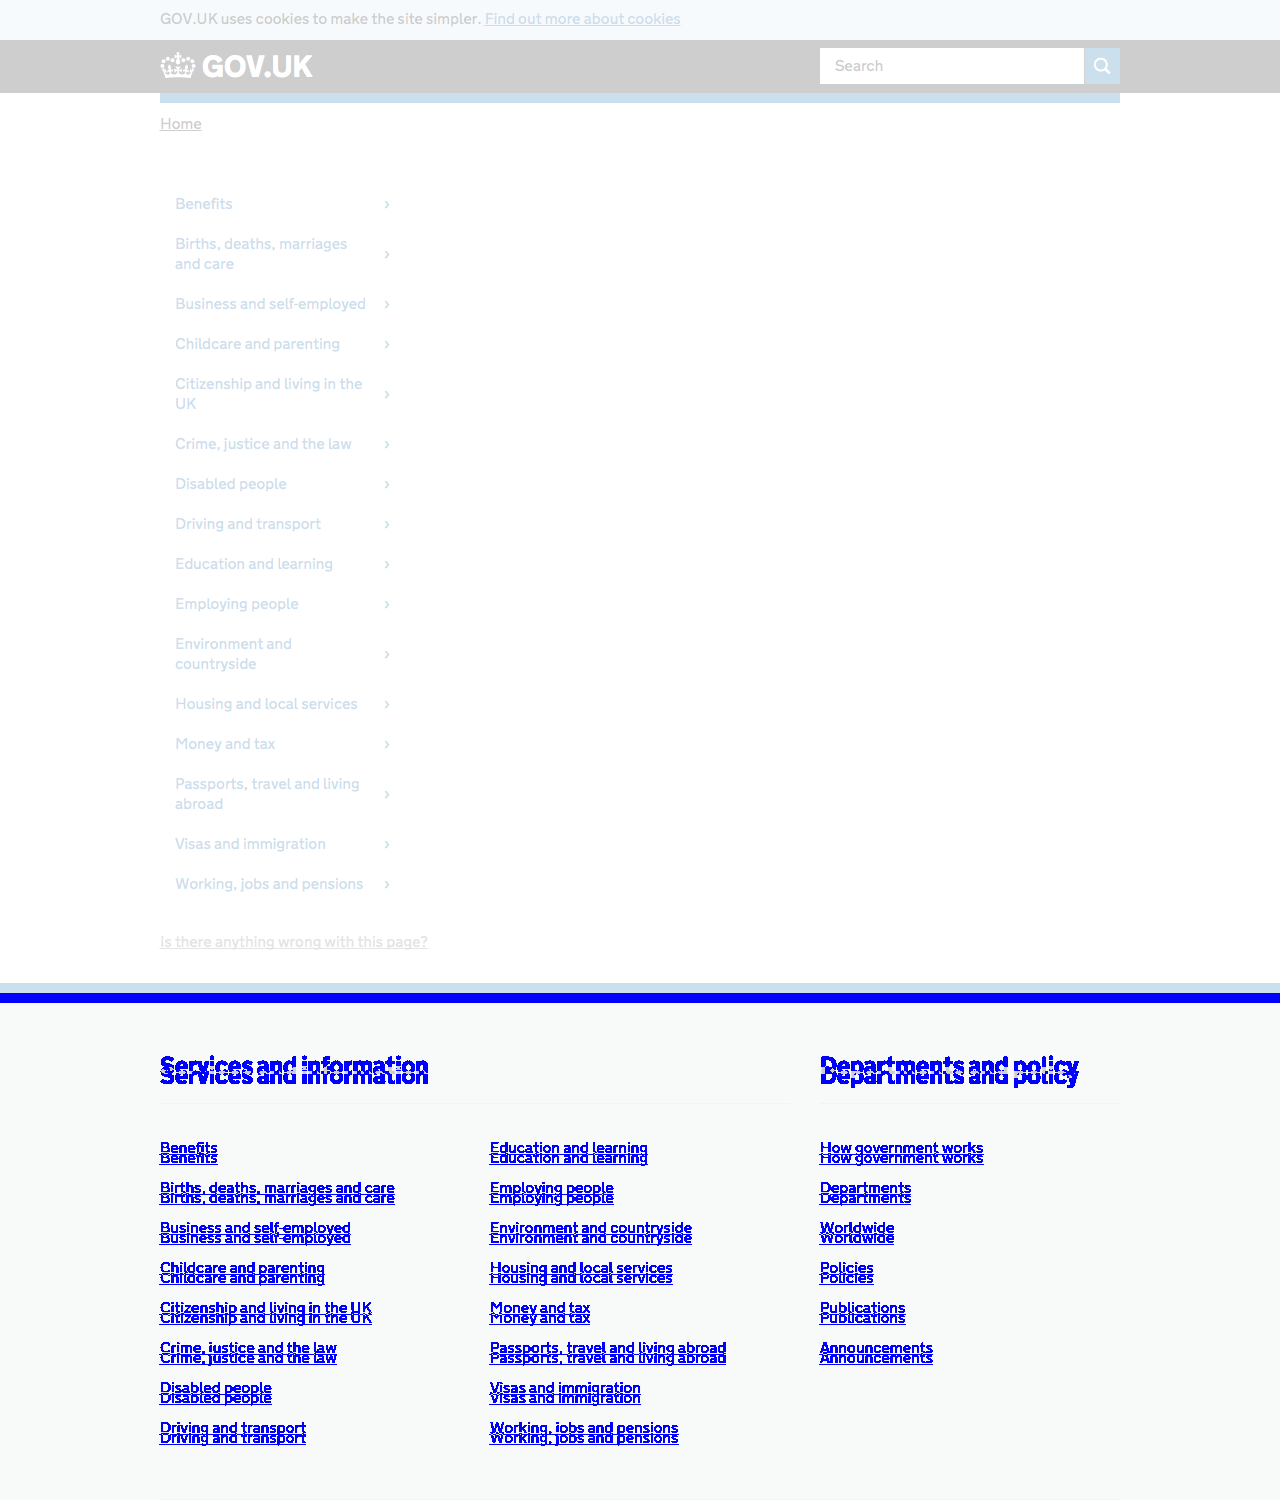 GOV.UK uses cookies to make the site simpler. Find out more about cookies
GOV.UK
Search
Home
Benefits ›
Births, deaths, marriages
and care ›
Business and self-employed ›
Childcare and parenting ›
Citizenship and living in the
UK ›
Crime, justice and the law ›
Disabled people ›
Driving and transport ›
Education and learning ›
Employing people ›
Environment and
countryside ›
Housing and local services ›
Money and tax ›
Passports, travel and living
abroad ›
Visas and immigration ›
Working, jobs and pensions ›
Is there anything wrong with this page?
Services and information
Benefits
Births, deaths, marriages and care
Business and self-employed
Childcare and parenting
Citizenship and living in the UK
Crime, justice and the law
Disabled people
Driving and transport
Education and learning
Employing people
Environment and countryside
Housing and local services
Money and tax
Passports, travel and living abroad
Visas and immigration
Working, jobs and pensions
Departments and policy
How government works
Departments
Worldwide
Policies
Publications
Announcements